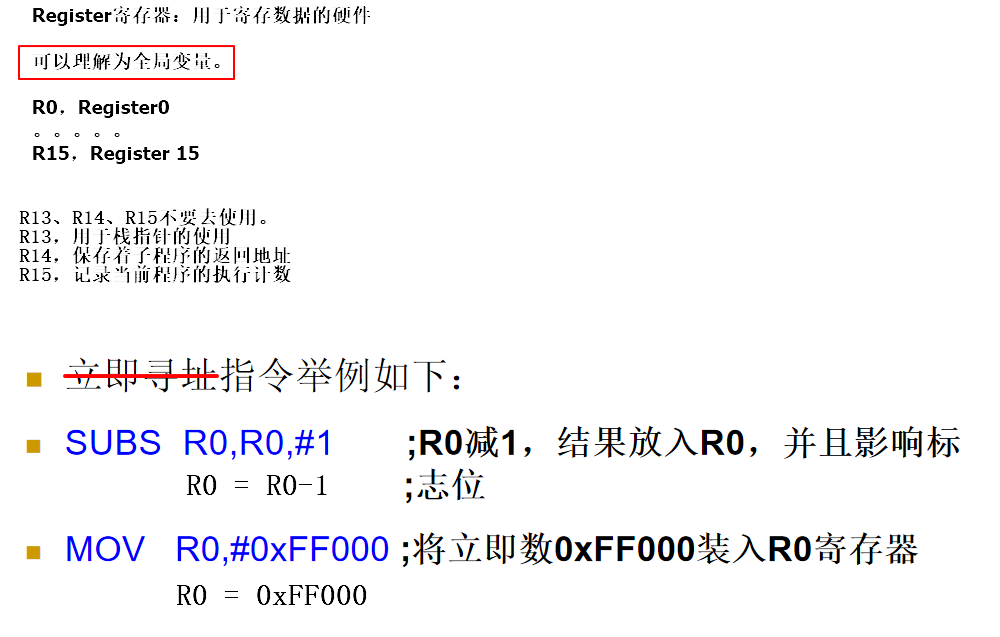 Register寄存器：用于寄存数据的硬件
可以理解为全局变量。
R0，Register0
。。。。。
R15，Register 15
R13、R14、R15不要去使用。
R13，用于栈指针的使用
R14，保存着子程序的返回地址
R15，记录当前程序的执行计数
立即寻址指令举例如下：
SUBS R0,R0,#1 ;R0减1，结果放入R0，并且影响标
R0 = R0-1 ;志位
MOV R0,#0xFF000 ;将立即数0xFF000装入R0寄存器
R0 = 0xFF000